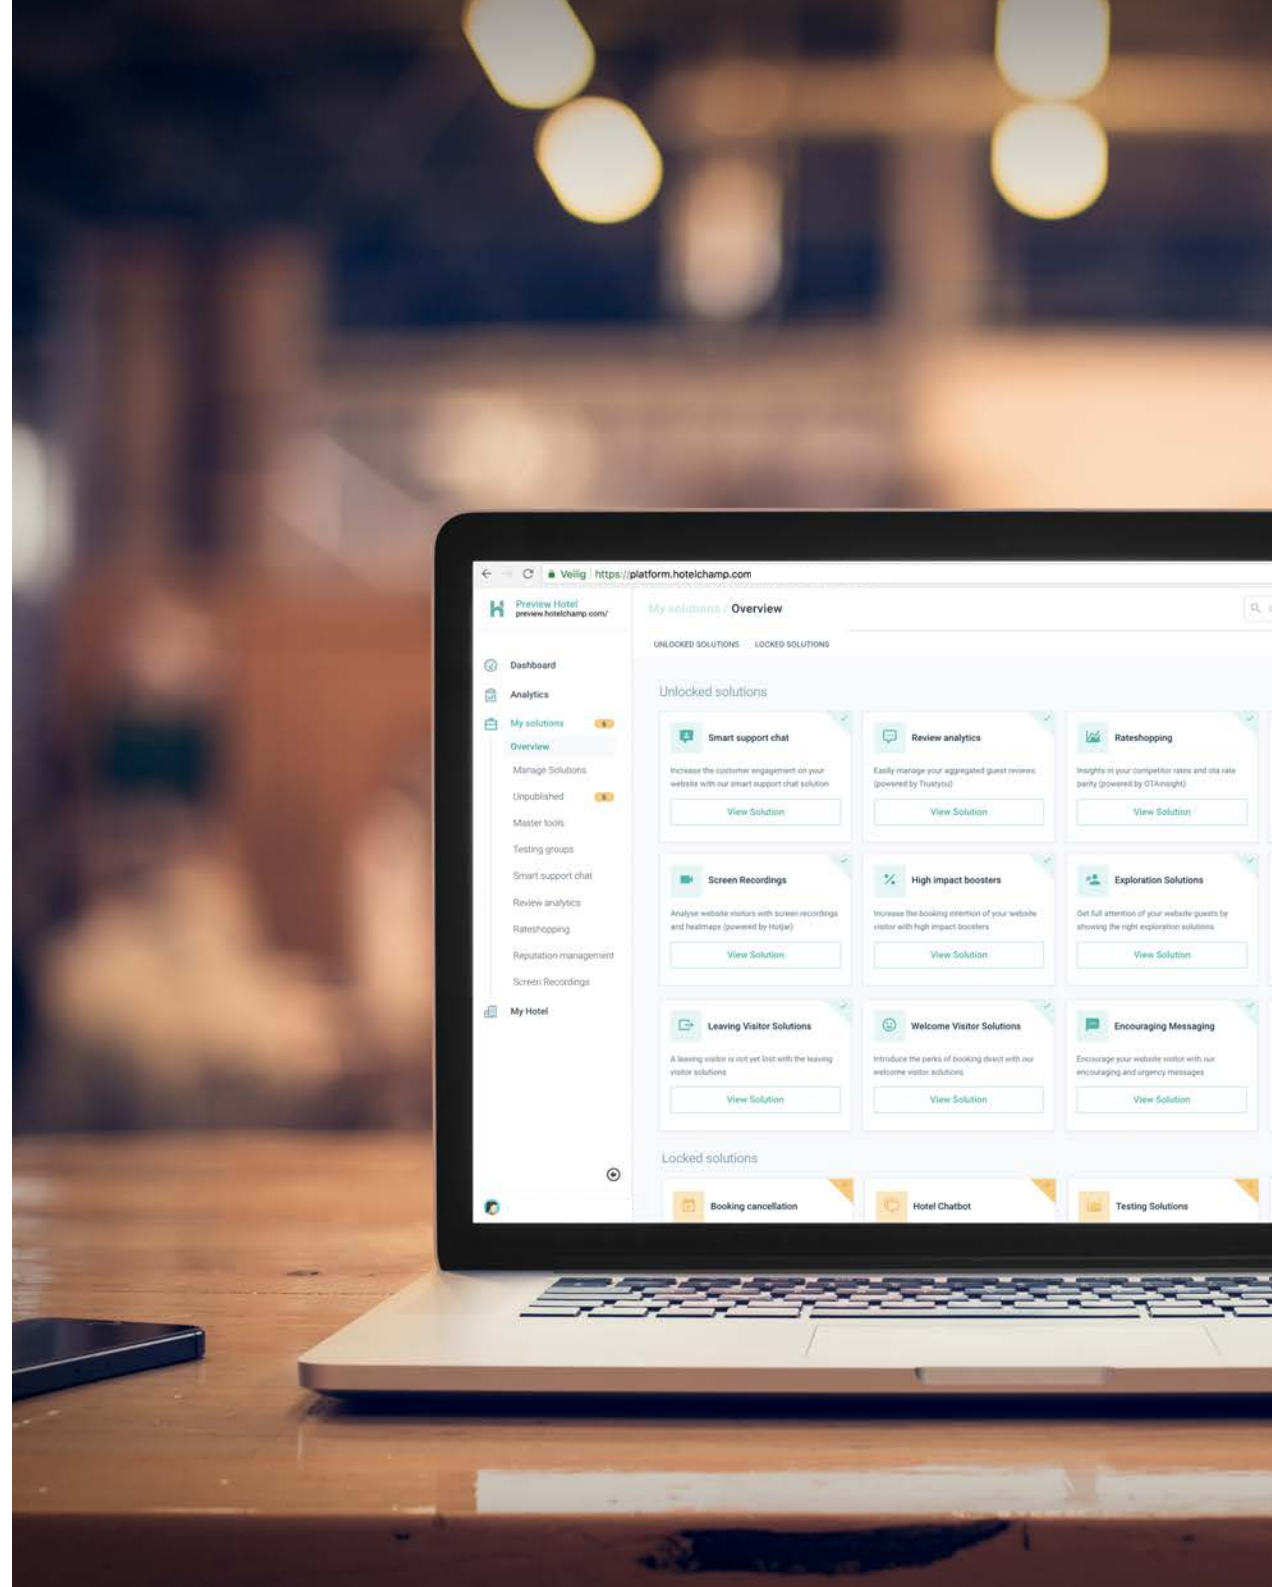 Veilig https://platform.hotelchamp.com
Preview Hotel
preview.hotelchamp.com/
My solutions / Overview
UNLOCKED SOLUTIONS LOCKED SOLUTIONS
Dashboard
Analytics
My solutions 6
Overview
Manage Solutions
Unpublished 6
Master tools
Testing groups
Smart support chat
Review analytics
Rateshopping
Reputation management
Screen Recordings
My Hotel
Unlocked solutions
Smart support chat
Increase the customer engagement on your
website with our smart support chat solution
View Solution
Review analytics
Easily manage your aggregated guest reviews
(powered by Trustyou)
View Solution
Rateshopping
Insights in your competitor rates and ota rate
parity (powered by OTAinsight)
View Solution
Screen Recordings
Analyse website visitors with screen recordings
and heatmaps (powered by Hotjar)
View Solution
High impact boosters
Increase the booking intention of your website
visitor with high impact boosters
View Solution
Exploration Solutions
Get full attention of your website guests by
showing the right exploration solutions
View Solution
Leaving Visitor Solutions
A leaving visitor is not yet lost with the leaving
visitor solutions
View Solution
Welcome Visitor Solutions
Introduce the perks of booking direct with our
welcome visitor solutions
View Solution
Encouraging Messaging
Encourage your website visitor with our
encouraging and urgency messages
View Solution
Locked solutions
Booking cancellation
Hotel Chatbot
Testing Solutions